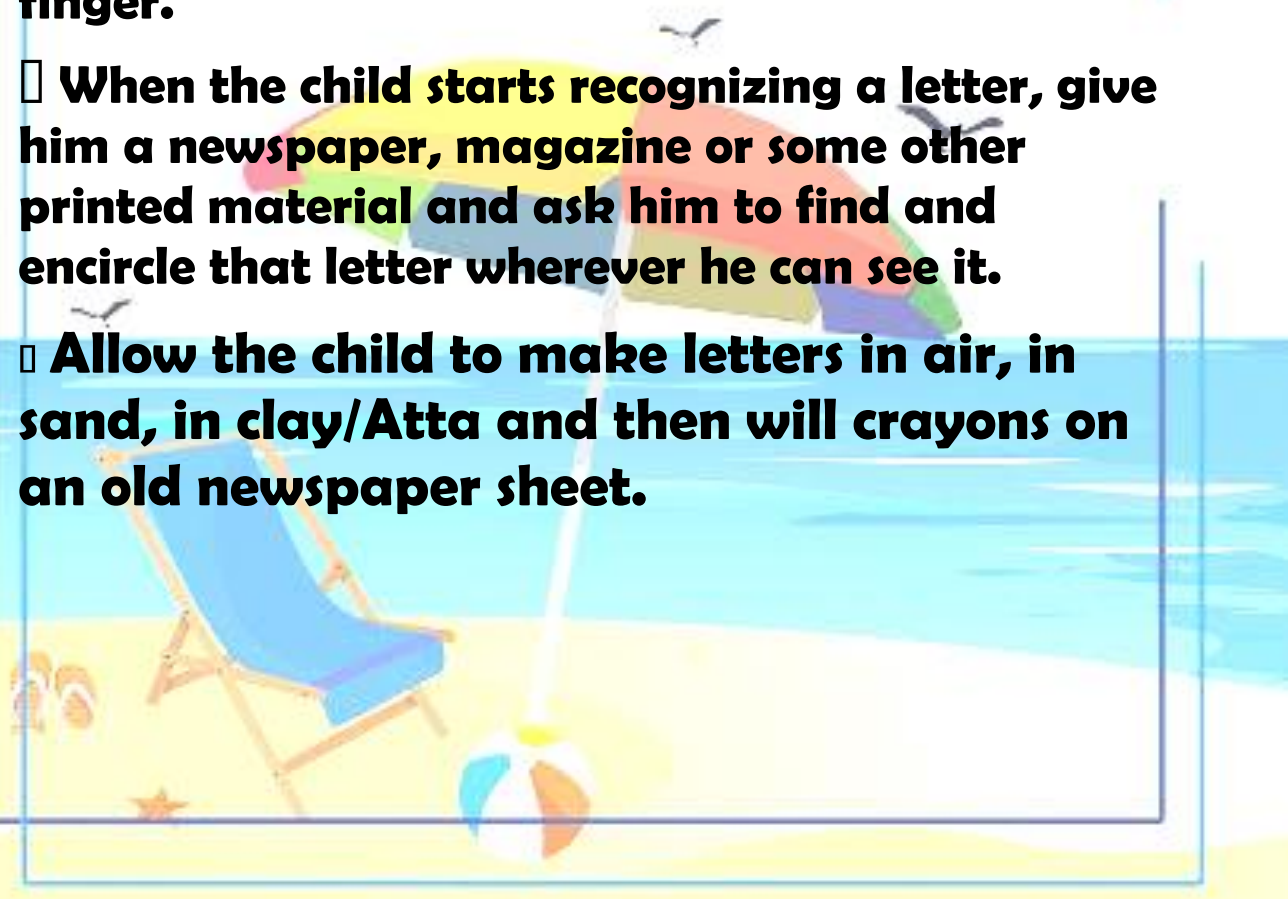 finger.
▯ When the child starts recognizing a letter, give
him a newspaper, magazine or some other
printed material and ask him to find and
encircle that letter wherever he can see it.
▯ Allow the child to make letters in air, in
sand, in clay/Atta and then will crayons on
an old newspaper sheet.